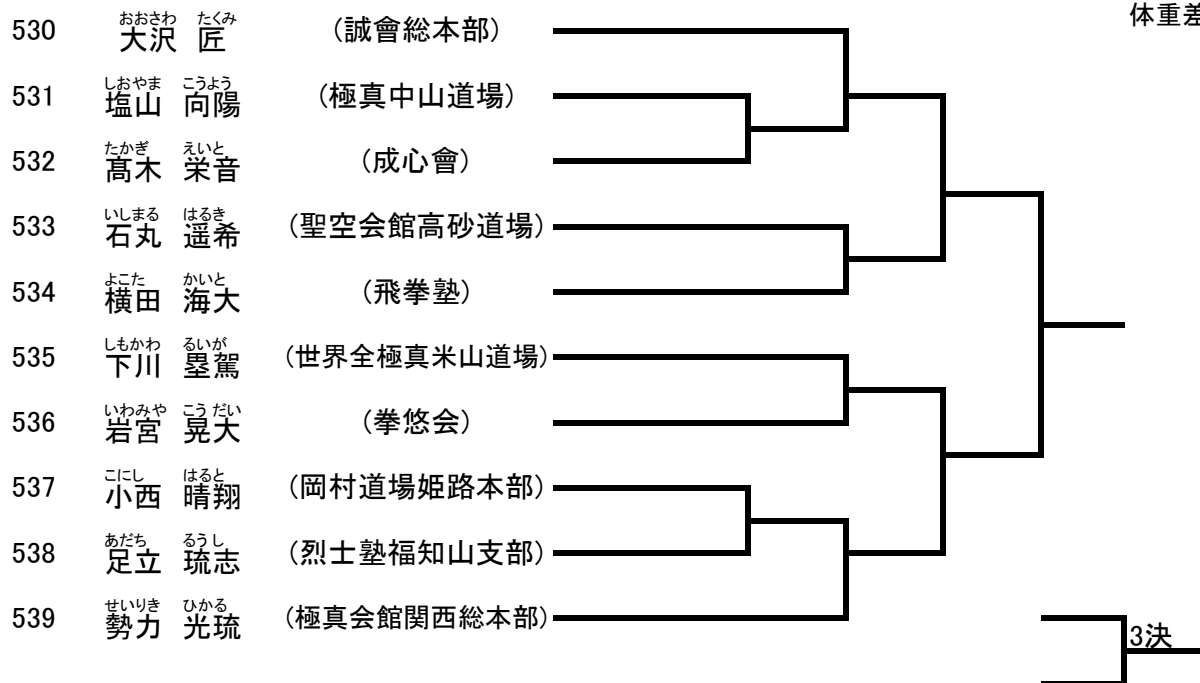 体重差
おおさわ たくみ
530 大沢 匠 (誠會総本部)
しおやま こうよう
531 塩山 向陽 (極真中山道場)
たかぎ えいと
532 髙木 栄音 (成心會)
いしまる はるき
533 石丸 遥希 (聖空会館高砂道場)
よこた かいと
534 横田 海大 (飛拳塾)
しもかわ るいが
535 下川 塁駕 (世界全極真米山道場)
いわみや こうだい
536 岩宮 晃大 (拳悠会)
こにし はると
537 小西 晴翔 (岡村道場姫路本部)
あだち るうし
538 足立 琉志 (烈士塾福知山支部)
せいりき ひかる
539 勢力 光琉 (極真会館関西総本部)
3決